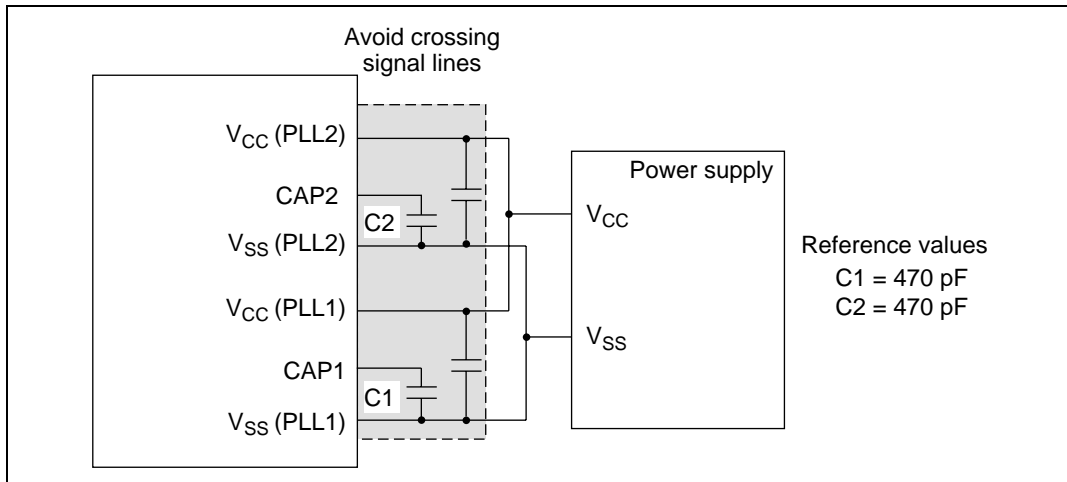 Avoid crossing
signal lines
VCC (PLL2)
CAP2
C2
VSS (PLL2)
VCC (PLL1)
CAP1
C1
VSS (PLL1)
Power supply
VCC
VSS
Reference values
C1 = 470 pF
C2 = 470 pF